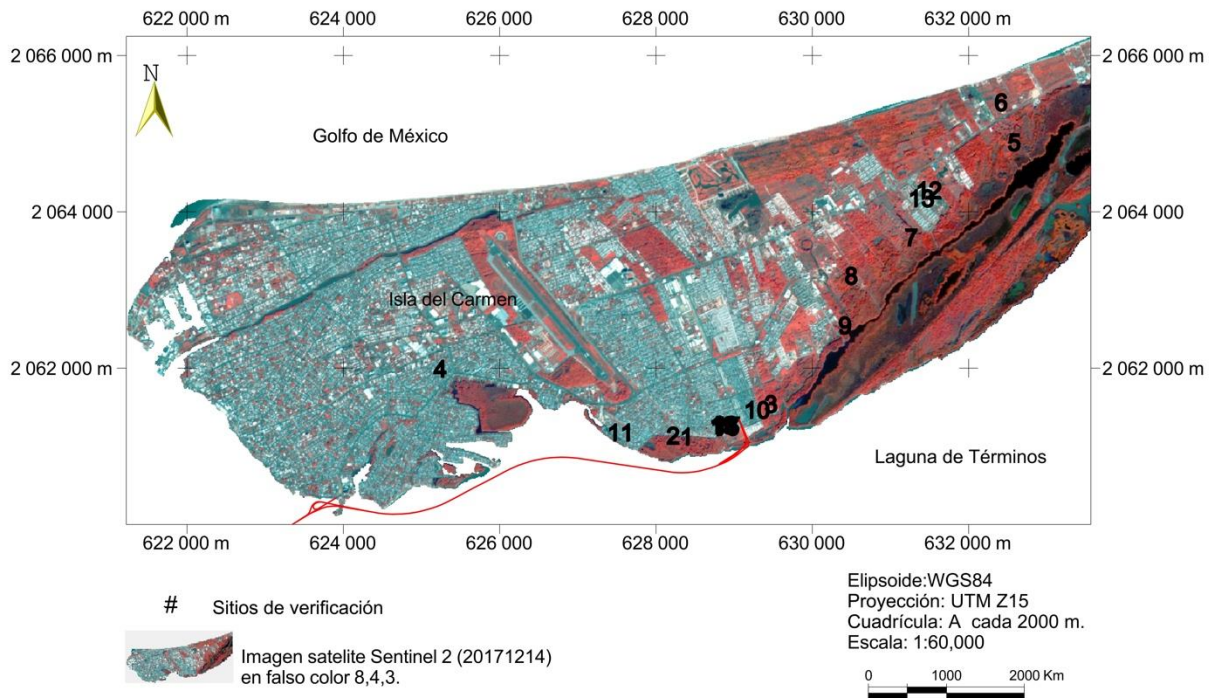 622 000 m 624 000 626 000 628 000 630 000 632 000
2 066 000 m 2 066 000 m
N
Golfo de México
6
5
12
13
2 064 000 2 064 000
7
8
Isla del Carmen
9
2 062 000 4 2 062 000
10 3
11 21
Laguna de Términos
622 000 m 624 000 626 000 628 000 630 000 632 000
# Sitios de verificación
Imagen satelite Sentinel 2 (20171214)
en falso color 8,4,3.
Elipsoide:WGS84
Proyección: UTM Z15
Cuadrícula: A cada 2000 m.
Escala: 1:60,000
0 1000 2000 Km